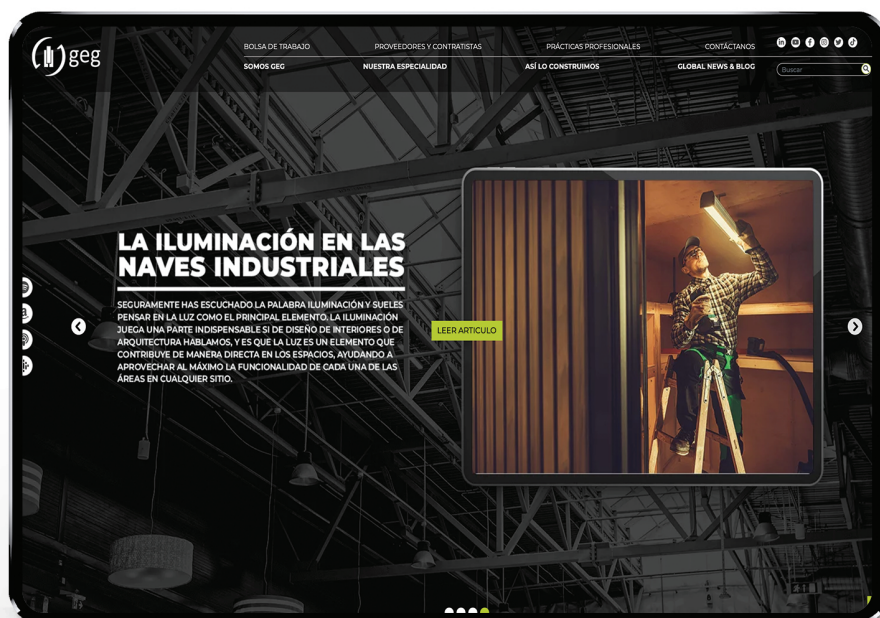 geg
BOLSA DE TRABAJO PROVEEDORES Y CONTRATISTAS PRÁCTICAS PROFESIONALES CONTÁCTANOS
SOMOS GEG NUESTRA ESPECIALIDAD ASÍ LO CONSTRUIMOS GLOBAL NEWS & BLOG
Buscar
LA ILUMINACIÓN EN LAS
NAVES INDUSTRIALES
SEGURAMENTE HAS ESCUCHADO LA PALABRA ILUMINACIÓN Y SUELES
PENSAR EN LA LUZ COMO EL PRINCIPAL ELEMENTO. LA ILUMINACIÓN
JUEGA UNA PARTE INDISPENSABLE SI DE DISEÑO DE INTERIORES O DE
ARQUITECTURA HABLAMOS, Y ES QUE LA LUZ ES UN ELEMENTO QUE
CONTRIBUYE DE MANERA DIRECTA EN LOS ESPACIOS, AYUDANDO A
APROVECHAR AL MÁXIMO LA FUNCIONALIDAD DE CADA UNA DE LAS
ÁREAS EN CUALQUIER SITIO.
LEER ARTICULO